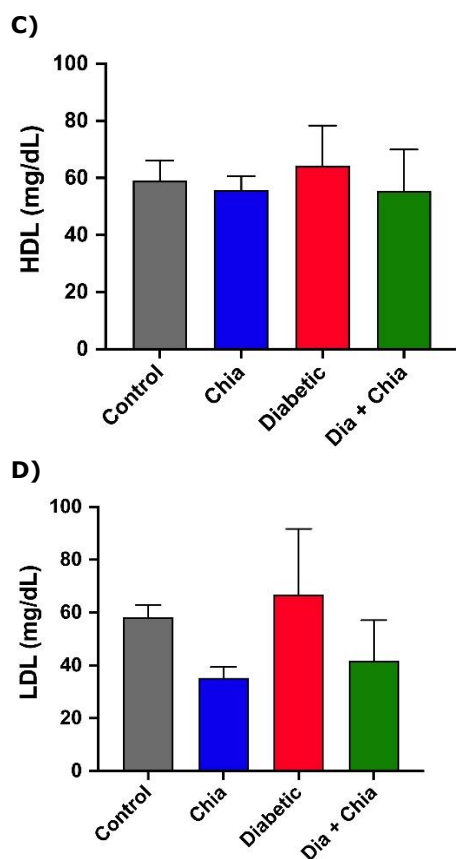 C)
HDL (mg/dL)
100
80
60
40
20
0
Control
Chia
Diabetic
Dia + Chia
D)
LDL (mg/dL)
100
80
60
40
20
0
Control
Chia
Diabetic
Dia + Chia